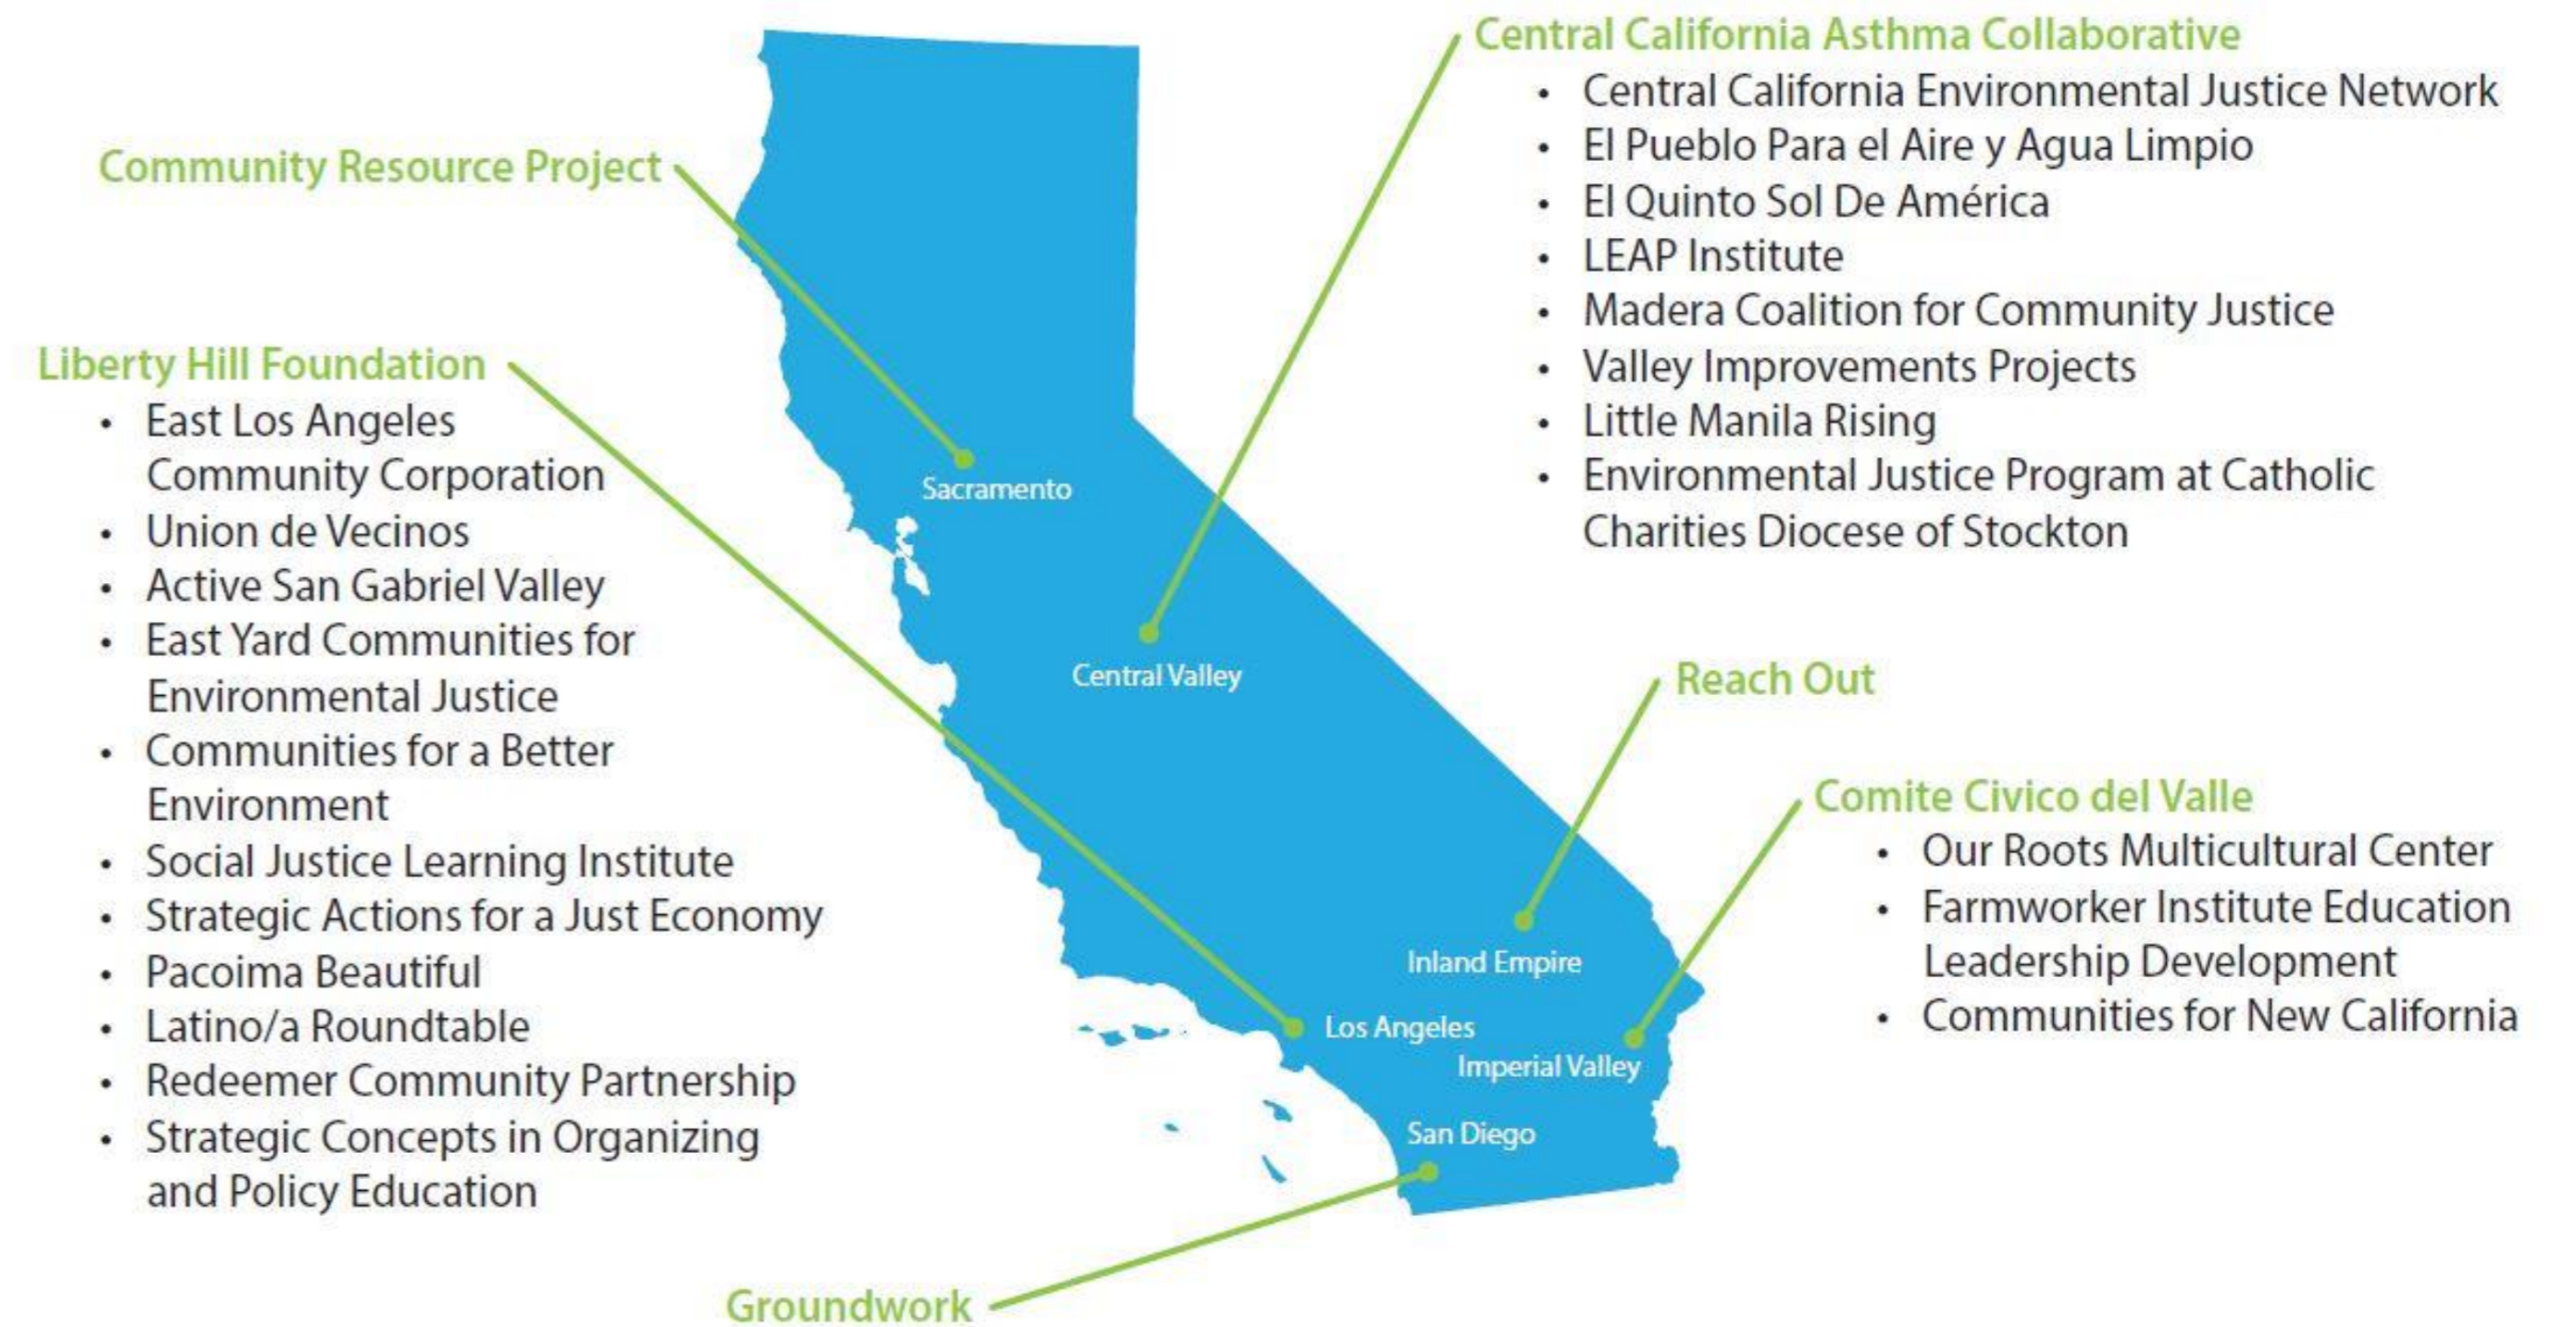 Community Resource Project
Liberty Hill Foundation
• East Los Angeles
Community Corporation
• Union de Vecinos
• Active San Gabriel Valley
• East Yard Communities for
Environmental Justice
• Communities for a Better
Environment
• Social Justice Learning Institute
• Strategic Actions for a Just Economy
• Pacoima Beautiful
• Latino/a Roundtable
• Redeemer Community Partnership
• Strategic Concepts in Organizing
and Policy Education
Groundwork
Sacramento
Central Valley
Inland Empire
Los Angeles
Imperial Valley
San Diego
Central California Asthma Collaborative
• Central California Environmental Justice Network
• El Pueblo Para el Aire y Agua Limpio
• El Quinto Sol De América
• LEAP Institute
• Madera Coalition for Community Justice
• Valley Improvements Projects
• Little Manila Rising
• Environmental Justice Program at Catholic
Charities Diocese of Stockton
Reach Out
Comite Civico del Valle
• Our Roots Multicultural Center
• Farmworker Institute Education
Leadership Development
• Communities for New California